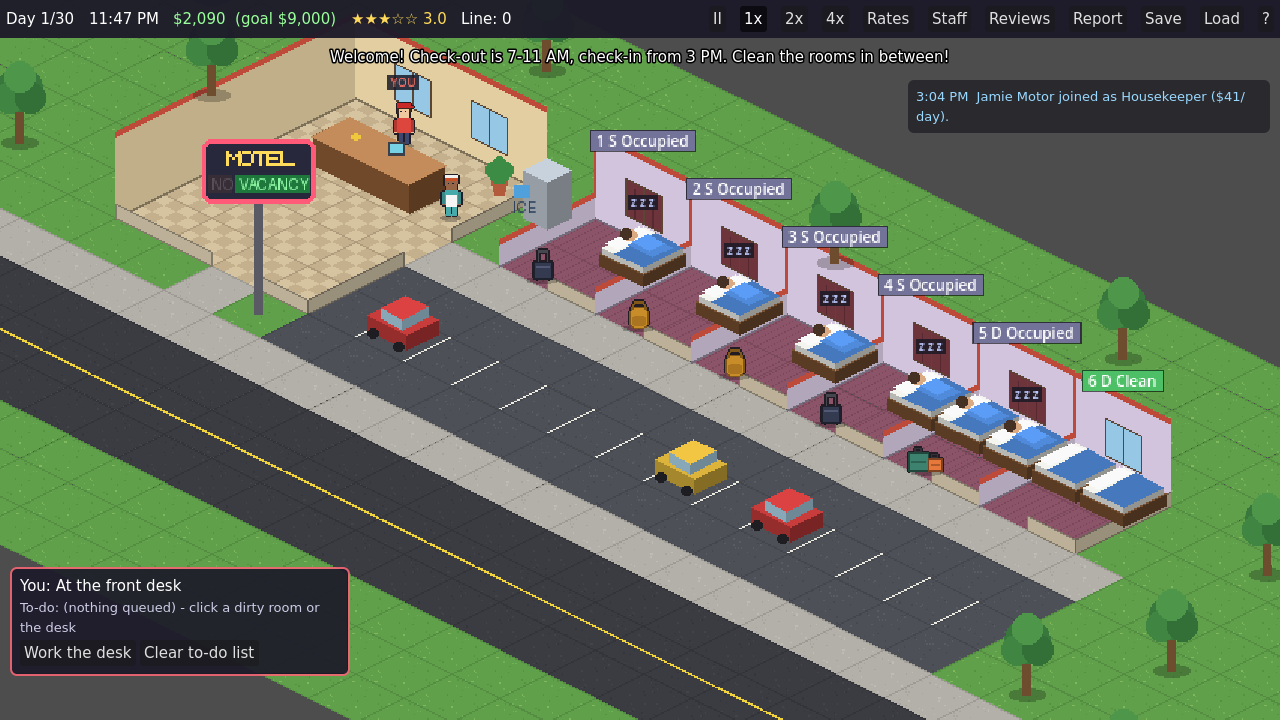 Day 1/30 11:47 PM $2,090 (goal $9,000) ★★★☆☆ 3.0 Line: 0 II 1x 2x 4x Rates Staff Reviews Report Save Load ?
Welcome! Check-out is 7-11 AM, check-in from 3 PM. Clean the rooms in between!
3:04 PM Jamie Motor joined as Housekeeper ($41/
day).
YOU
MOTEL
NO VACANCY
ICE
1 S Occupied
2 S Occupied
3 S Occupied
4 S Occupied
5 D Occupied
6 D Clean
zzz
zzz
zzz
zzz
zzz
You: At the front desk
To-do: (nothing queued) - click a dirty room or
the desk
Work the desk Clear to-do list